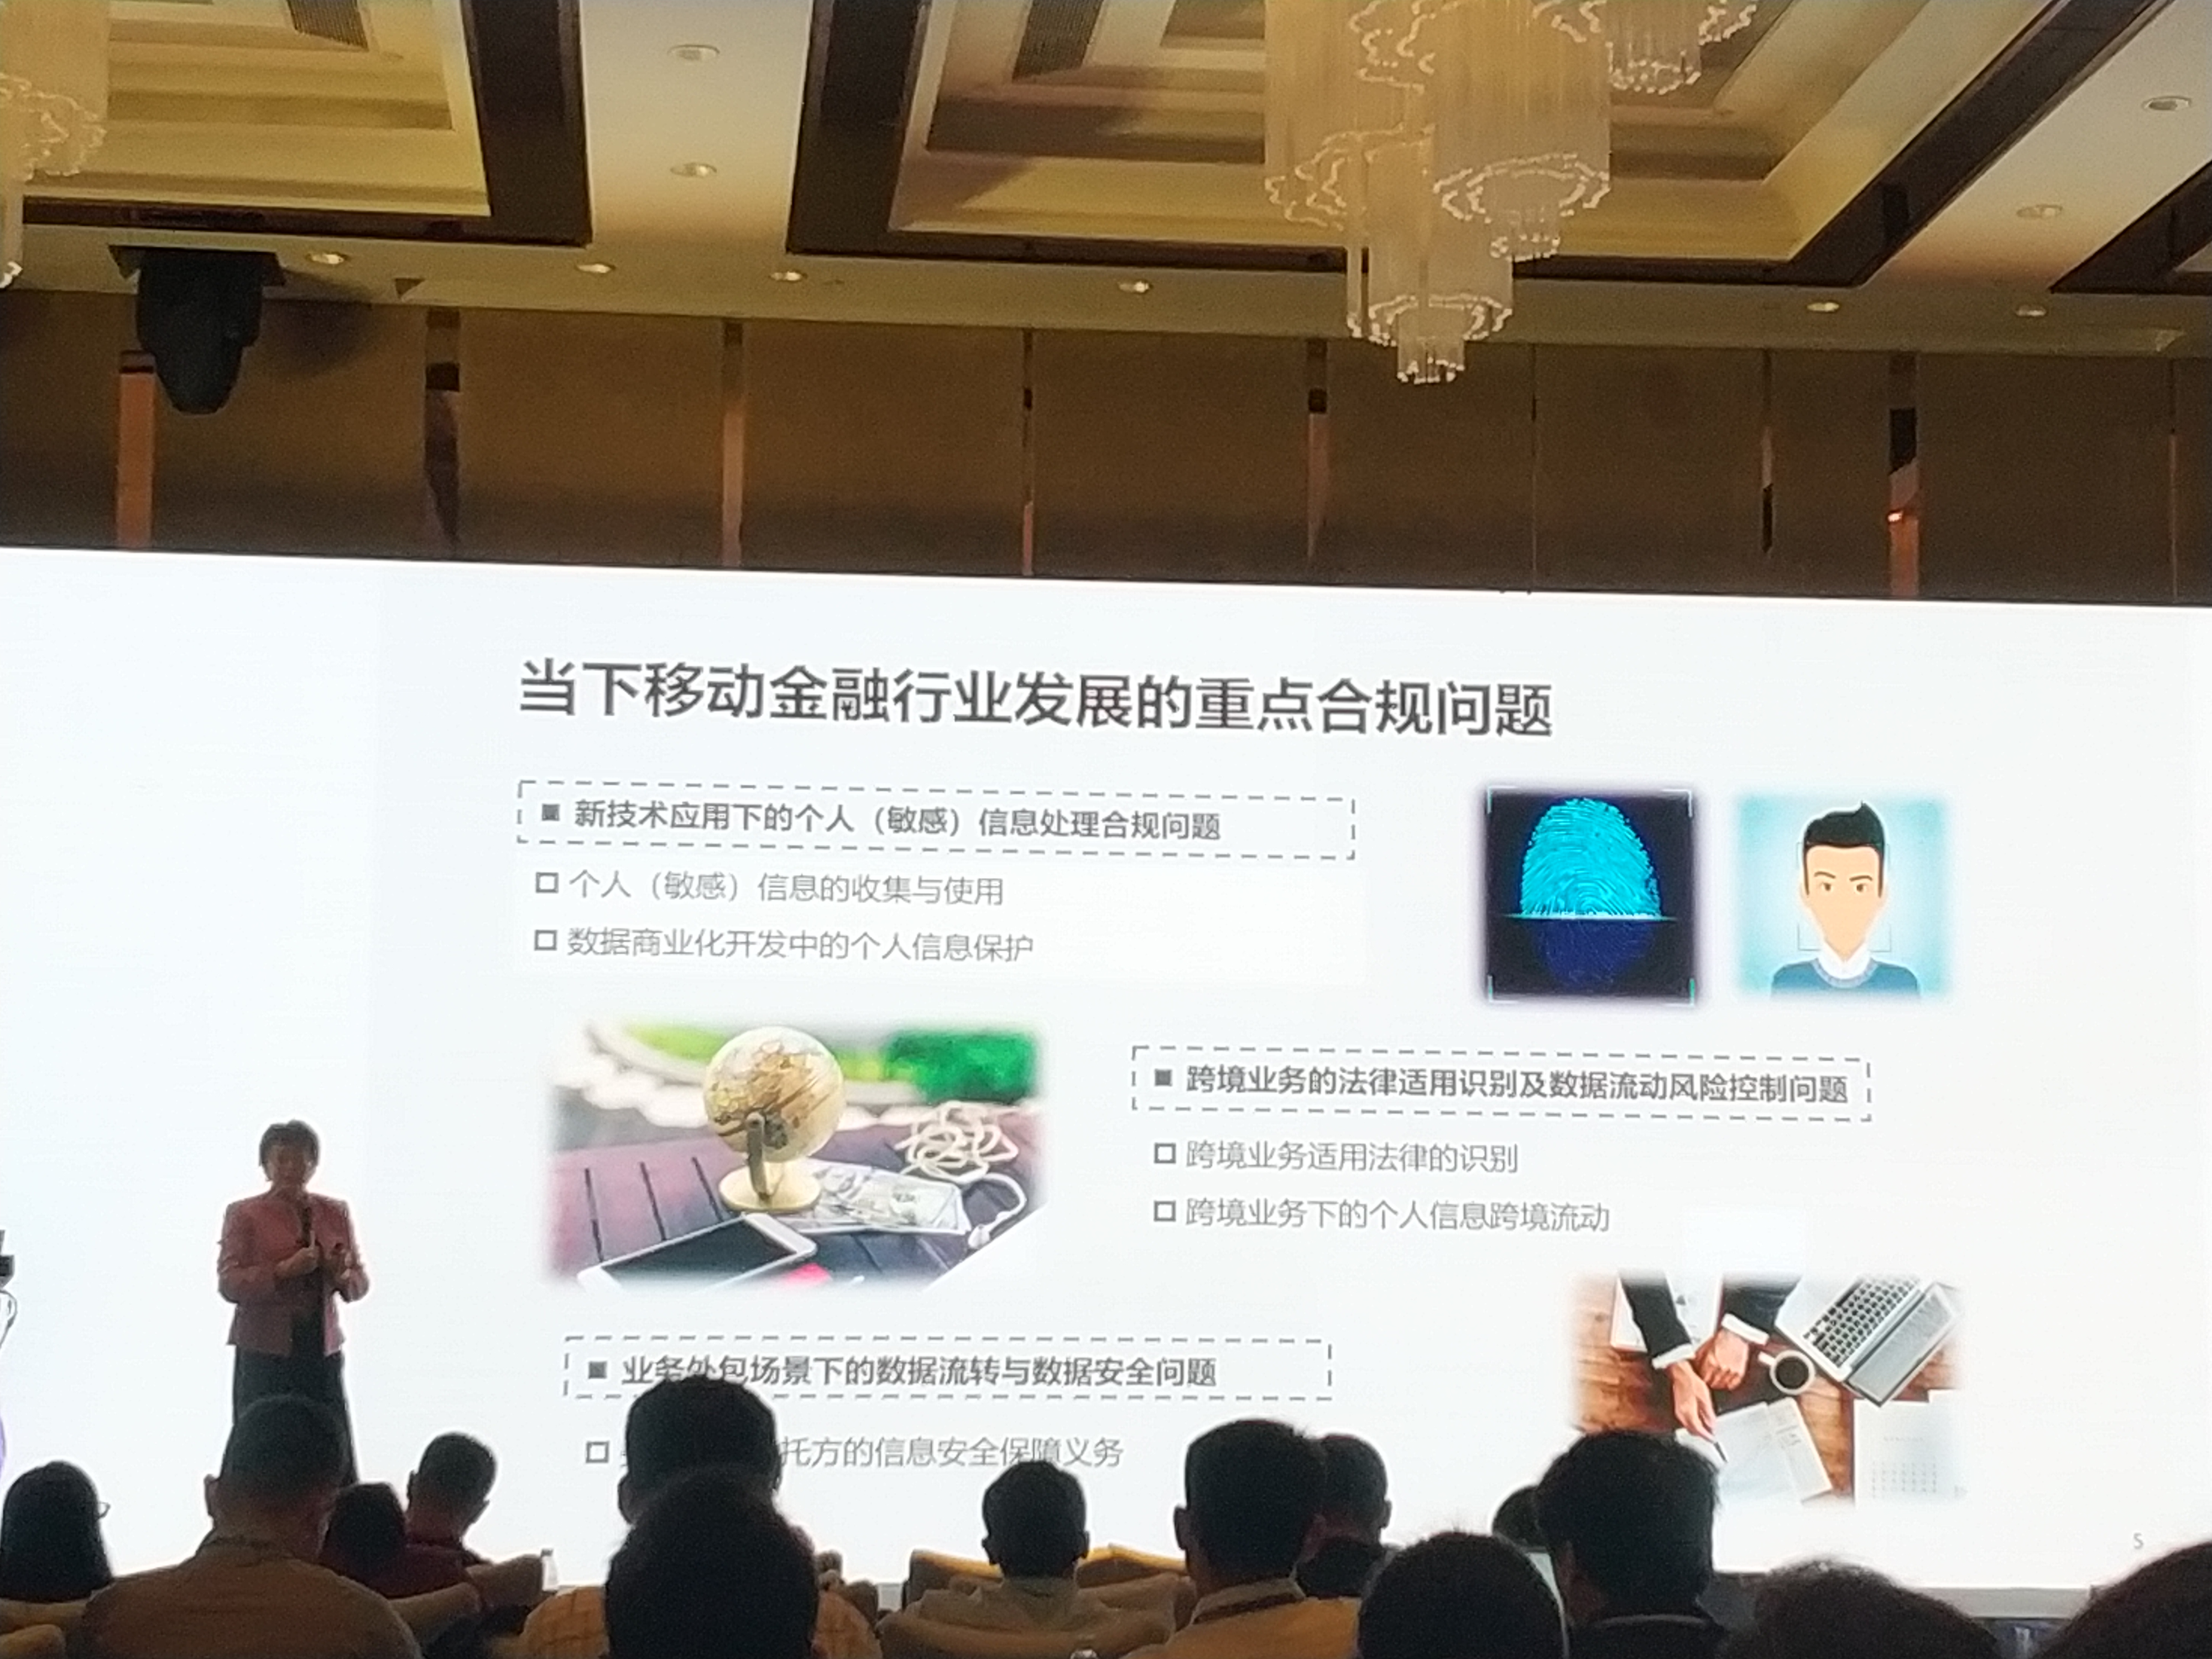 当下移动金融行业发展的重点合规问题
新技术应用下的个人（敏感）信息处理合规问题
个人（敏感）信息的收集与使用
数据商业化开发中的个人信息保护
跨境业务的法律适用识别及数据流动风险控制问题
跨境业务适用法律的识别
跨境业务下的个人信息跨境流动
业务外包场景下的数据流转与数据安全问题
托方的信息安全保障义务
5